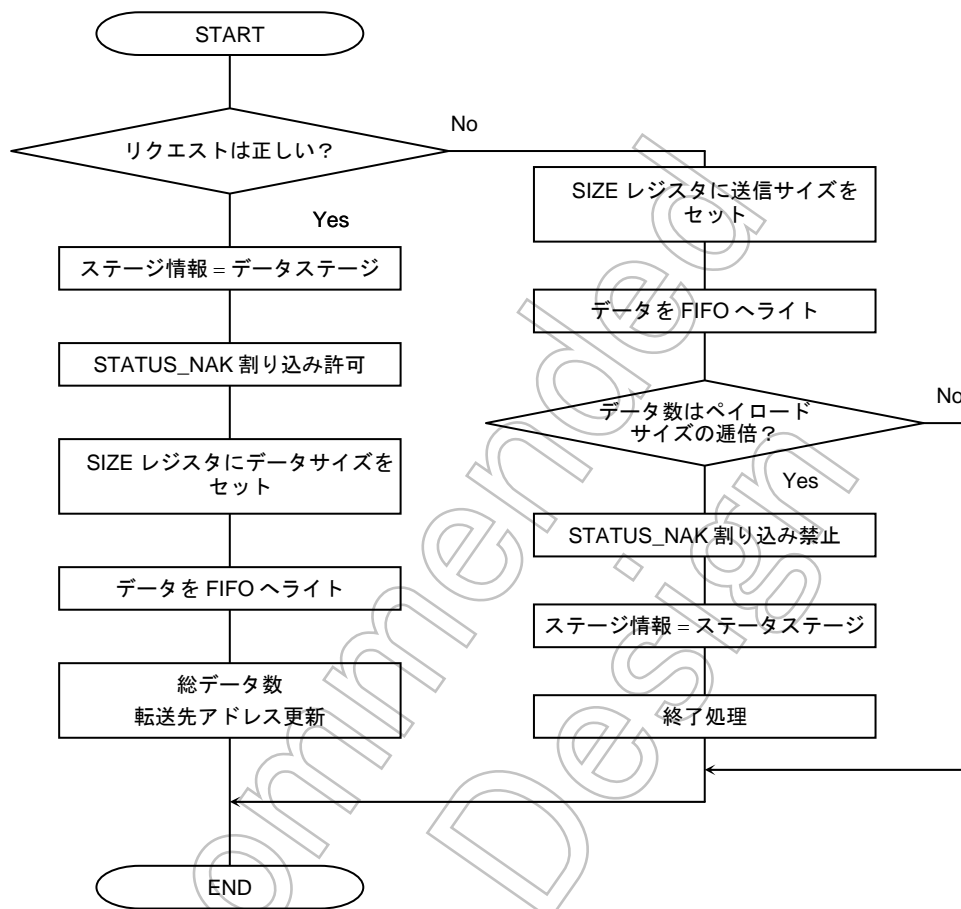 START
リクエストは正しい？
No
Yes
ステージ情報 = データステージ
STATUS_NAK 割り込み許可
SIZE レジスタにデータサイズを
セット
データを FIFO へライト
総データ数
転送先アドレス更新
END
SIZE レジスタに送信サイズを
セット
データを FIFO へライト
データ数はペイロード
サイズの逓倍？
No
Yes
STATUS_NAK 割り込み禁止
ステージ情報 = ステータステージ
終了処理
ommended
Design